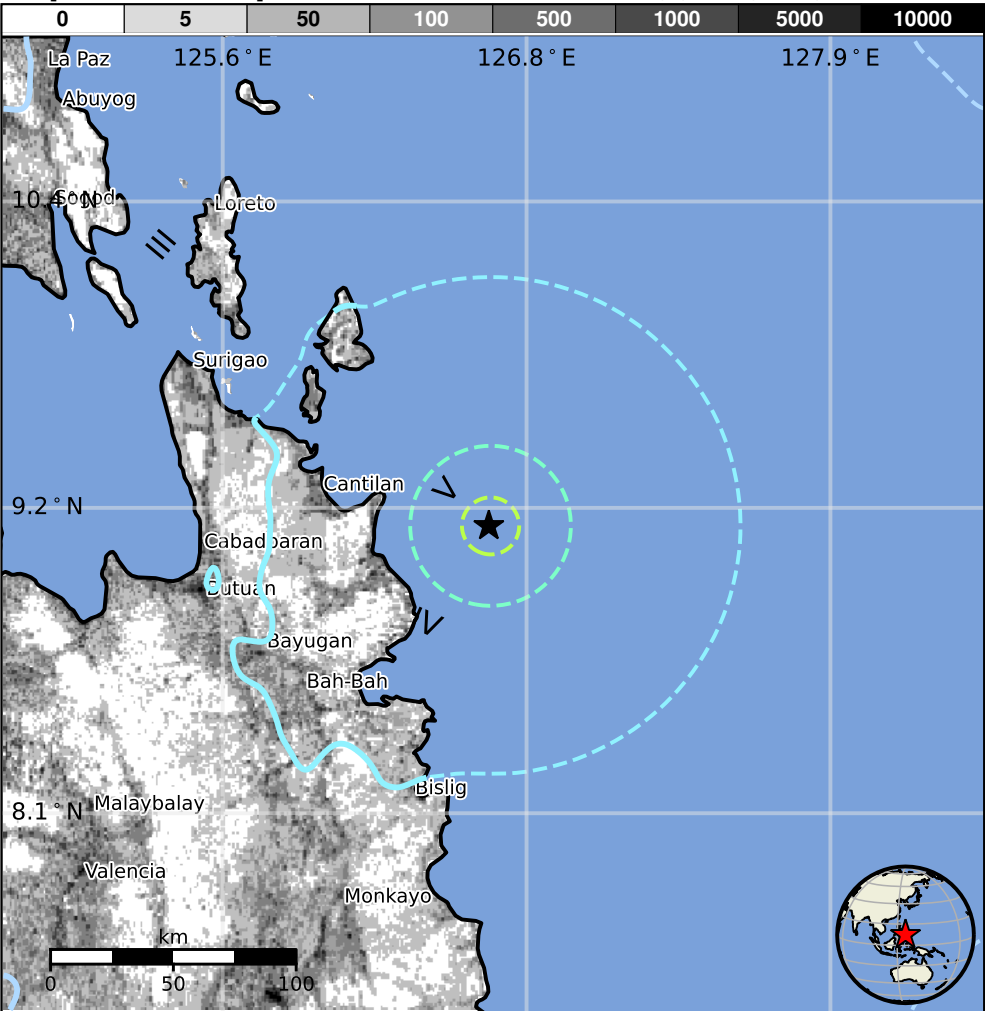 0 5 50 100 500 1000 5000 10000
125.6°E 126.8°E 127.9°E
La Paz
Abuyog
10.4°N
Sogod
Loreto
III
Surigao
Cantilan
V
9.2°N
Cabadbaran
Butuan
IV
Bayugan
Bah-Bah
Bislig
8.1°N
Malaybalay
Valencia
Monkayo
km
0 50 100